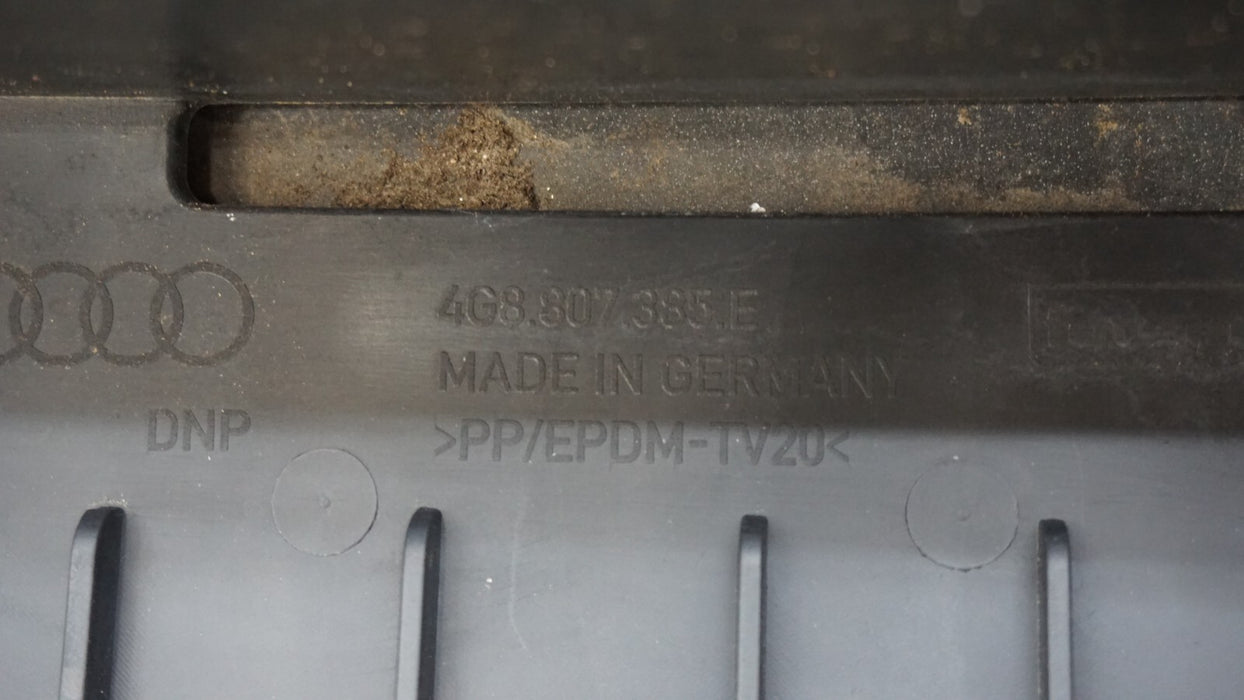 4G8.807.385.E
MADE IN GERMANY
DNP
>PP/EPDM-TV20<